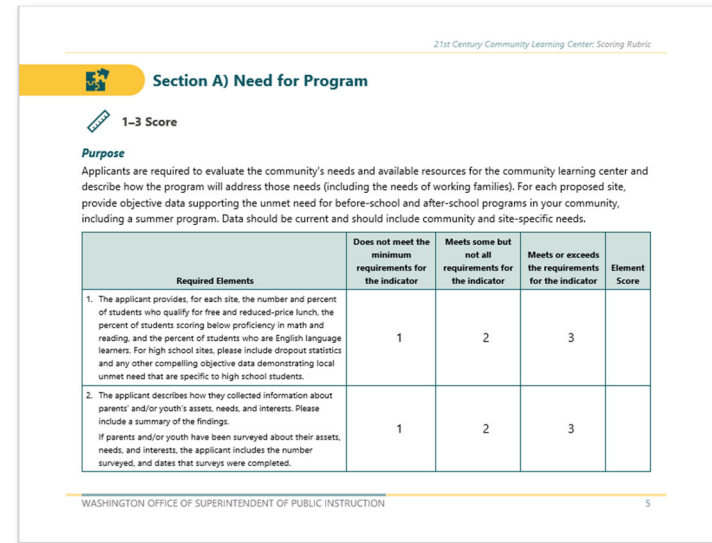 21st Century Community Learning Center: Scoring Rubric
Section A) Need for Program
1–3 Score
Purpose
Applicants are required to evaluate the community's needs and available resources for the community learning center and
describe how the program will address those needs (including the needs of working families). For each proposed site,
provide objective data supporting the unmet need for before-school and after-school programs in your community,
including a summer program. Data should be current and should include community and site-specific needs.
Required Elements
Does not meet the
minimum
requirements for
the indicator
Meets some but
not all
requirements for
the indicator
Meets or exceeds
the requirements
for the indicator
Element
Score
1. The applicant provides, for each site, the number and percent
of students who qualify for free and reduced-price lunch, the
percent of students scoring below proficiency in math and
reading, and the percent of students who are English language
learners. For high school sites, please include dropout statistics
and any other compelling objective data demonstrating local
unmet need that are specific to high school students.
1
2
3
2. The applicant describes how they collected information about
parents' and/or youth's assets, needs, and interests. Please
include a summary of the findings.
If parents and/or youth have been surveyed about their assets,
needs, and interests, the applicant includes the number
surveyed, and dates that surveys were completed.
1
2
3
WASHINGTON OFFICE OF SUPERINTENDENT OF PUBLIC INSTRUCTION
5